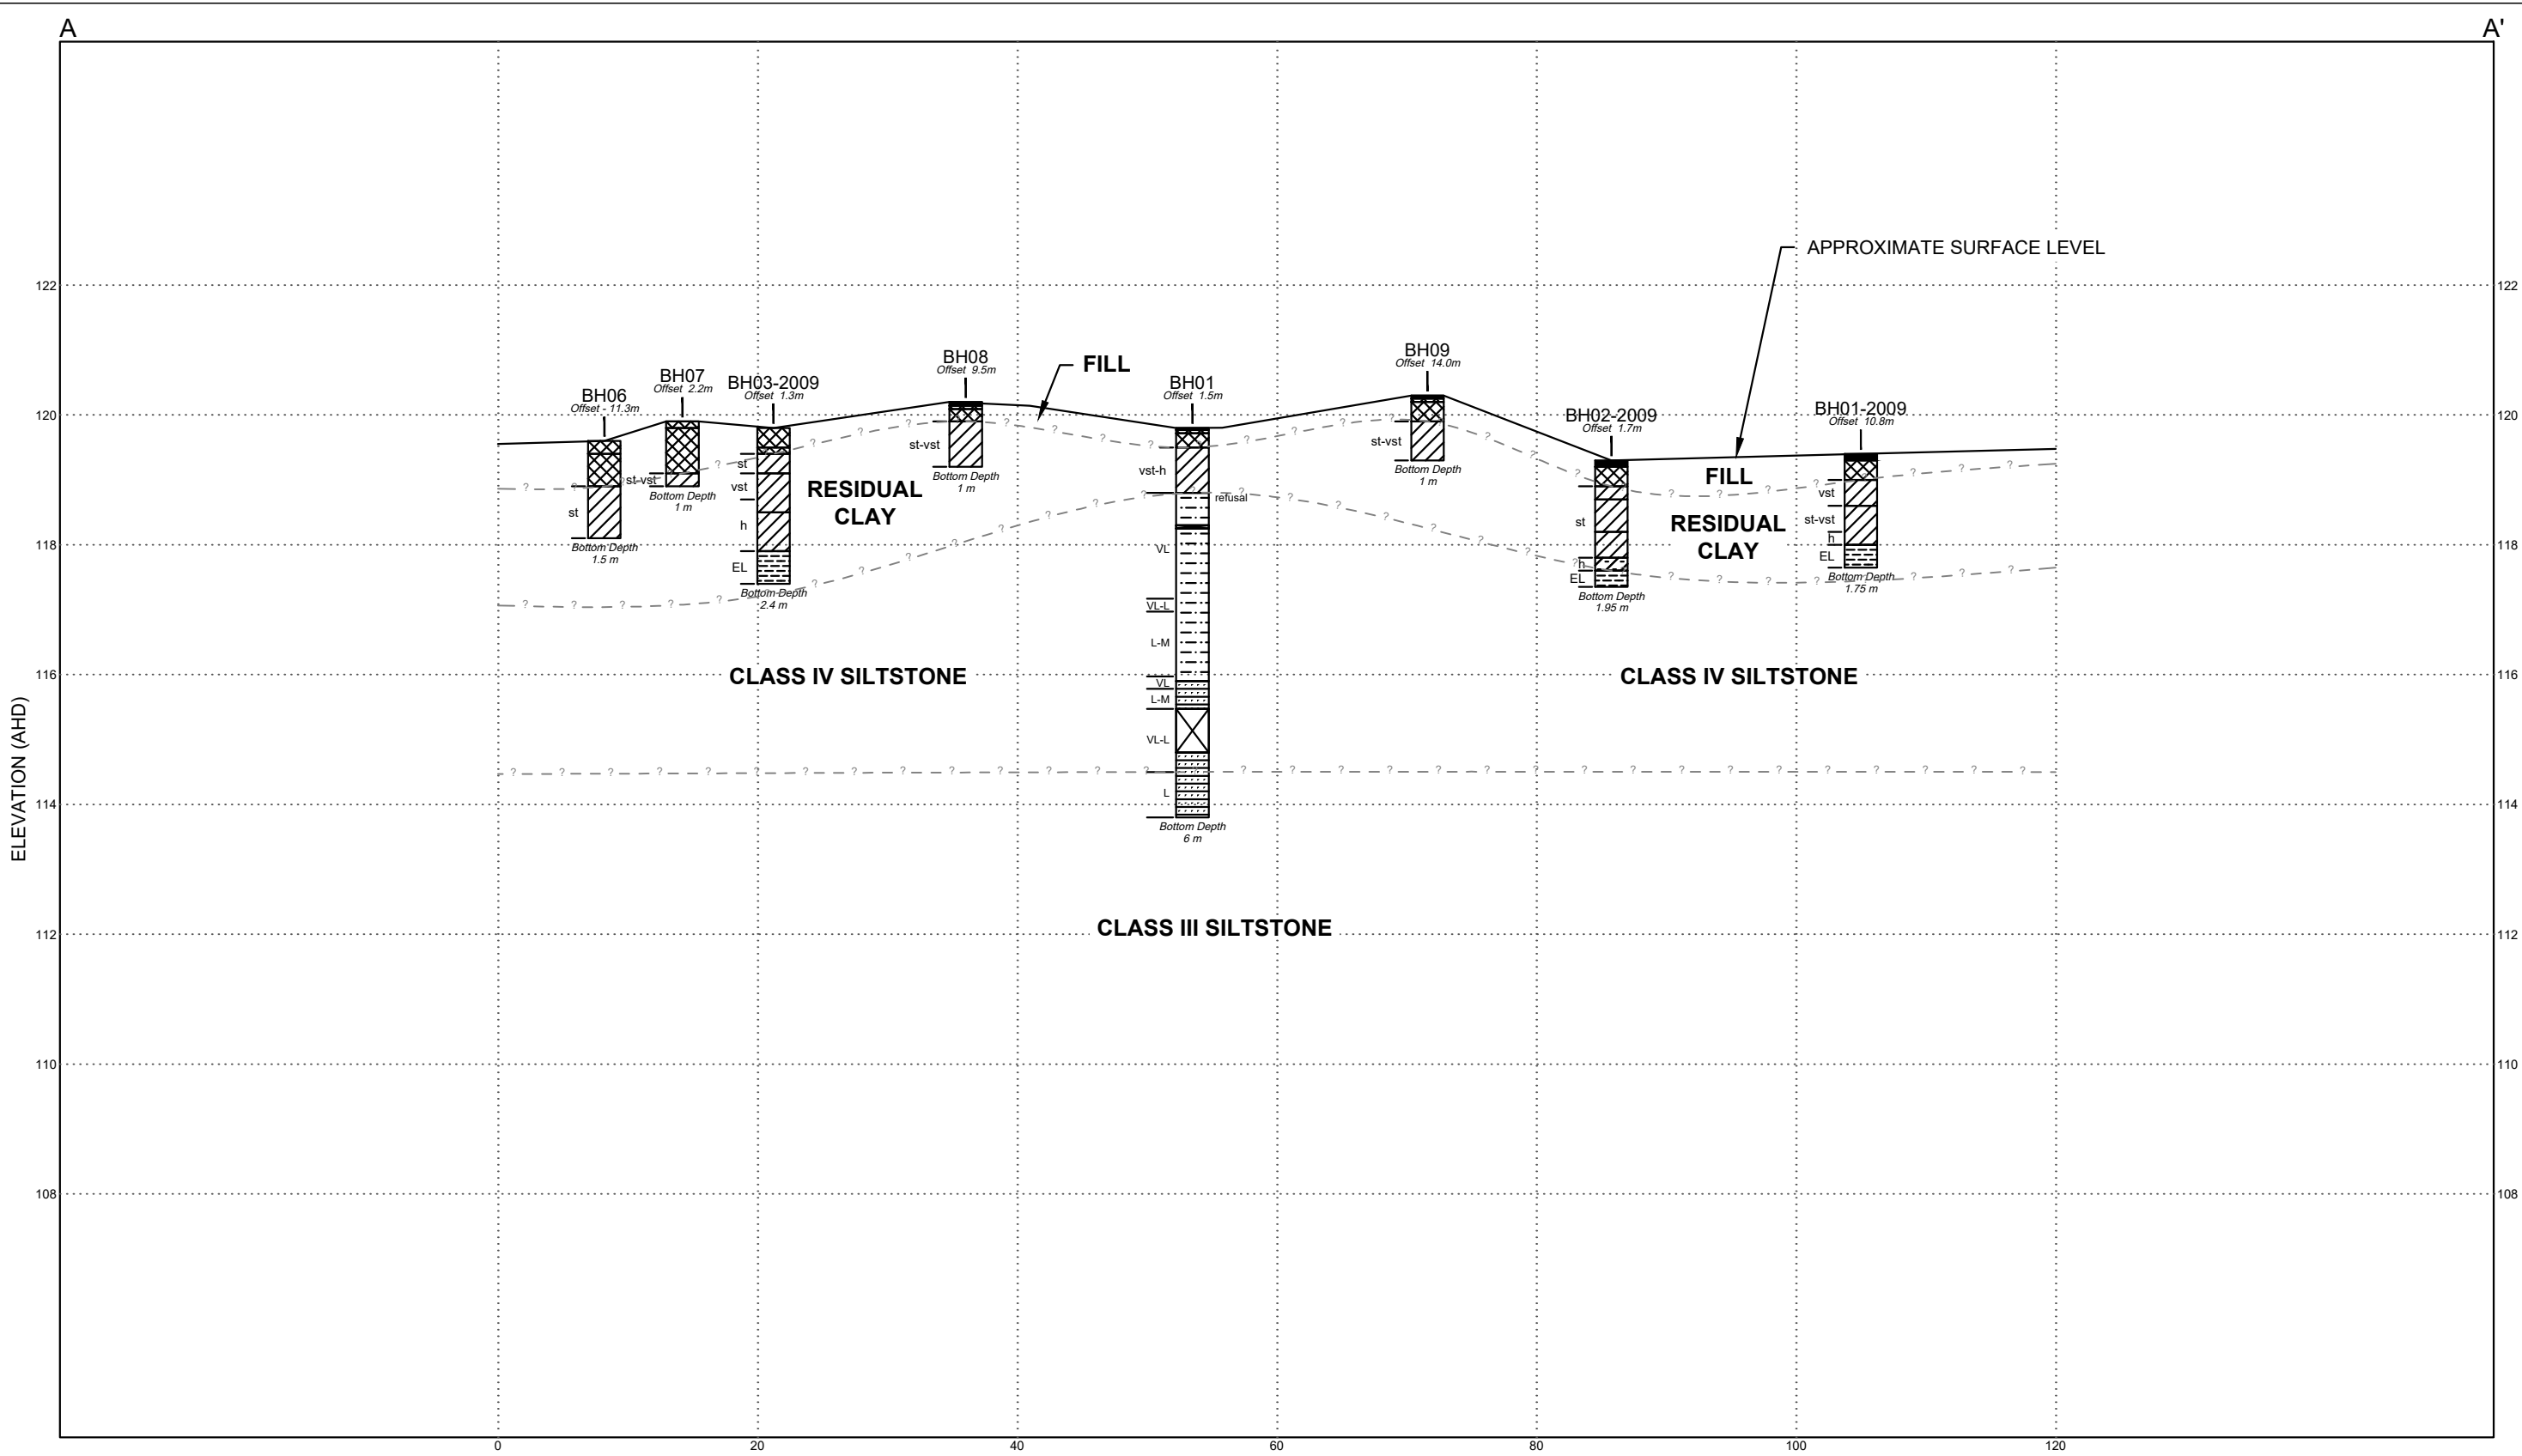 A
A'
APPROXIMATE SURFACE LEVEL
122
122
BH09
Offset 14.0m
BH08
Offset 9.5m
FILL
BH07
Offset 2.2m
BH03-2009
Offset 1.3m
BH01
Offset 1.5m
BH06
Offset - 11.3m
BH02-2009
Offset 1.7m
BH01-2009
Offset 10.8m
120
120
st-vst
st-vst
st
vst-h
st-vst
Bottom Depth
1 m
Bottom Depth
1 m
FILL
vst
RESIDUAL
CLAY
Bottom Depth
1 m
refusal
vst
st
h
st
st-vst
RESIDUAL
CLAY
h
118
118
Bottom Depth
1.5 m
VL
EL
EL
h
EL
Bottom Depth
1.75 m
Bottom Depth
2.4 m
Bottom Depth
1.95 m
VL-L
L-M
CLASS IV SILTSTONE
CLASS IV SILTSTONE
116
116
VL
L-M
VL-L
ELEVATION (AHD)
L
114
114
Bottom Depth
6 m
CLASS III SILTSTONE
112
112
110
110
108
108
0
20
40
60
80
100
120